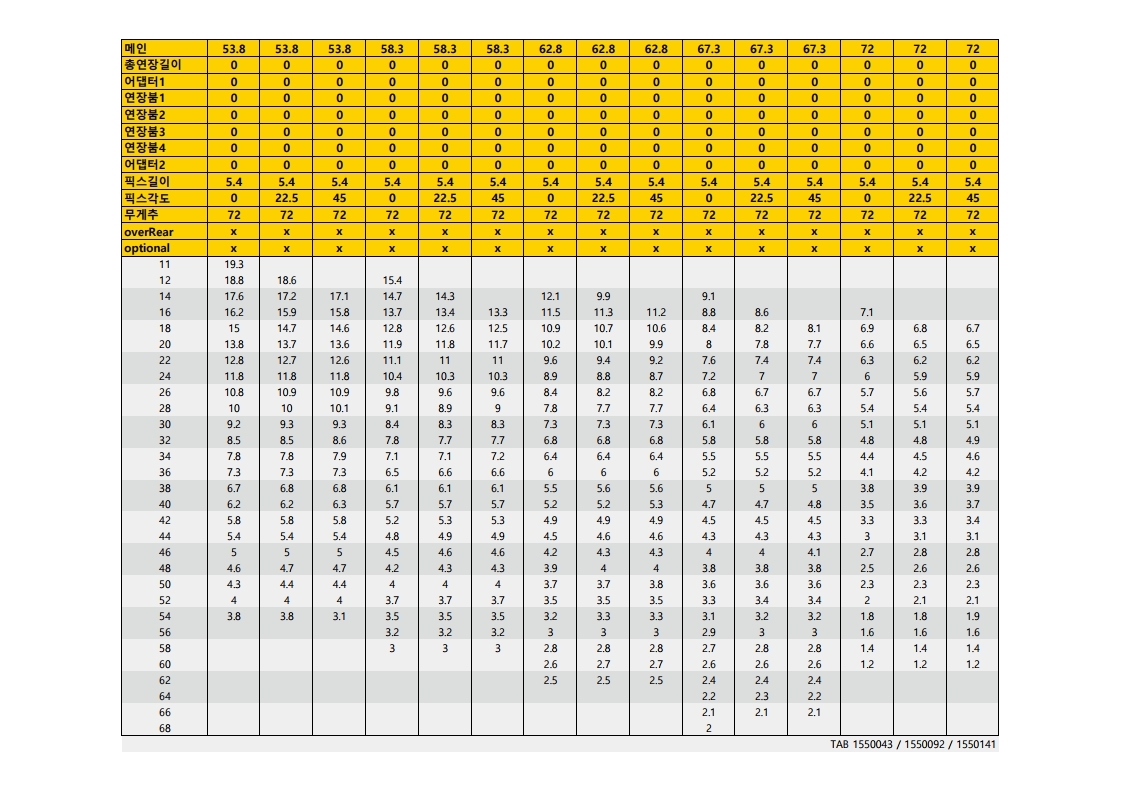 메인 53.8 53.8 53.8 58.3 58.3 58.3 62.8 62.8 62.8 67.3 67.3 67.3 72 72 72
총연장길이 0 0 0 0 0 0 0 0 0 0 0 0 0 0 0
어댑터1 0 0 0 0 0 0 0 0 0 0 0 0 0 0 0
연장붐1 0 0 0 0 0 0 0 0 0 0 0 0 0 0 0
연장붐2 0 0 0 0 0 0 0 0 0 0 0 0 0 0 0
연장붐3 0 0 0 0 0 0 0 0 0 0 0 0 0 0 0
연장붐4 0 0 0 0 0 0 0 0 0 0 0 0 0 0 0
어댑터2 0 0 0 0 0 0 0 0 0 0 0 0 0 0 0
픽스길이 5.4 5.4 5.4 5.4 5.4 5.4 5.4 5.4 5.4 5.4 5.4 5.4 5.4 5.4 5.4
픽스각도 0 22.5 45 0 22.5 45 0 22.5 45 0 22.5 45 0 22.5 45
무게추 72 72 72 72 72 72 72 72 72 72 72 72 72 72 72
overRear x x x x x x x x x x x x x x x
optional x x x x x x x x x x x x x x x
11 19.3
12 18.8 18.6 15.4
14 17.6 17.2 17.1 14.7 14.3 12.1 9.9 9.1
16 16.2 15.9 15.8 13.7 13.4 13.3 11.5 11.3 11.2 8.8 8.6 7.1
18 15 14.7 14.6 12.8 12.6 12.5 10.9 10.7 10.6 8.4 8.2 8.1 6.9 6.8 6.7
20 13.8 13.7 13.6 11.9 11.8 11.7 10.2 10.1 9.9 8 7.8 7.7 6.6 6.5 6.5
22 12.8 12.7 12.6 11.1 11 11 9.6 9.4 9.2 7.6 7.4 7.4 6.3 6.2 6.2
24 11.8 11.8 11.8 10.4 10.3 10.3 8.9 8.8 8.7 7.2 7 7 6 5.9 5.9
26 10.8 10.9 10.9 9.8 9.6 9.6 8.4 8.2 8.2 6.8 6.7 6.7 5.7 5.6 5.7
28 10 10 10.1 9.1 8.9 9 7.8 7.7 7.7 6.4 6.3 6.3 5.4 5.4 5.4
30 9.2 9.3 9.3 8.4 8.3 8.3 7.3 7.3 7.3 6.1 6 6 5.1 5.1 5.1
32 8.5 8.5 8.6 7.8 7.7 7.7 6.8 6.8 6.8 5.8 5.8 5.8 4.8 4.8 4.9
34 7.8 7.8 7.9 7.1 7.1 7.2 6.4 6.4 6.4 5.5 5.5 5.5 4.4 4.5 4.6
36 7.3 7.3 7.3 6.5 6.6 6.6 6 6 6 5.2 5.2 5.2 4.1 4.2 4.2
38 6.7 6.8 6.8 6.1 6.1 6.1 5.5 5.6 5.6 5 5 5 3.8 3.9 3.9
40 6.2 6.2 6.3 5.7 5.7 5.7 5.2 5.2 5.3 4.7 4.7 4.8 3.5 3.6 3.7
42 5.8 5.8 5.8 5.2 5.3 5.3 4.9 4.9 4.9 4.5 4.5 4.5 3.3 3.3 3.4
44 5.4 5.4 5.4 4.8 4.9 4.9 4.5 4.6 4.6 4.3 4.3 4.3 3 3.1 3.1
46 5 5 5 4.5 4.6 4.6 4.2 4.3 4.3 4 4 4.1 2.7 2.8 2.8
48 4.6 4.7 4.7 4.2 4.3 4.3 3.9 4 4 3.8 3.8 3.8 2.5 2.6 2.6
50 4.3 4.4 4.4 4 4 4 3.7 3.7 3.8 3.6 3.6 3.6 2.3 2.3 2.3
52 4 4 4 3.7 3.7 3.7 3.5 3.5 3.5 3.3 3.4 3.4 2 2.1 2.1
54 3.8 3.8 3.1 3.5 3.5 3.5 3.2 3.3 3.3 3.1 3.2 3.2 1.8 1.8 1.9
56 3.2 3.2 3.2 3 3 3 2.9 3 3 1.6 1.6 1.6
58 3 3 3 2.8 2.8 2.8 2.7 2.8 2.8 1.4 1.4 1.4
60 2.6 2.7 2.7 2.6 2.6 2.6 1.2 1.2 1.2
62 2.5 2.5 2.5 2.4 2.4 2.4
64 2.2 2.3 2.2
66 2.1 2.1 2.1
68 2
TAB 1550043 / 1550092 / 1550141